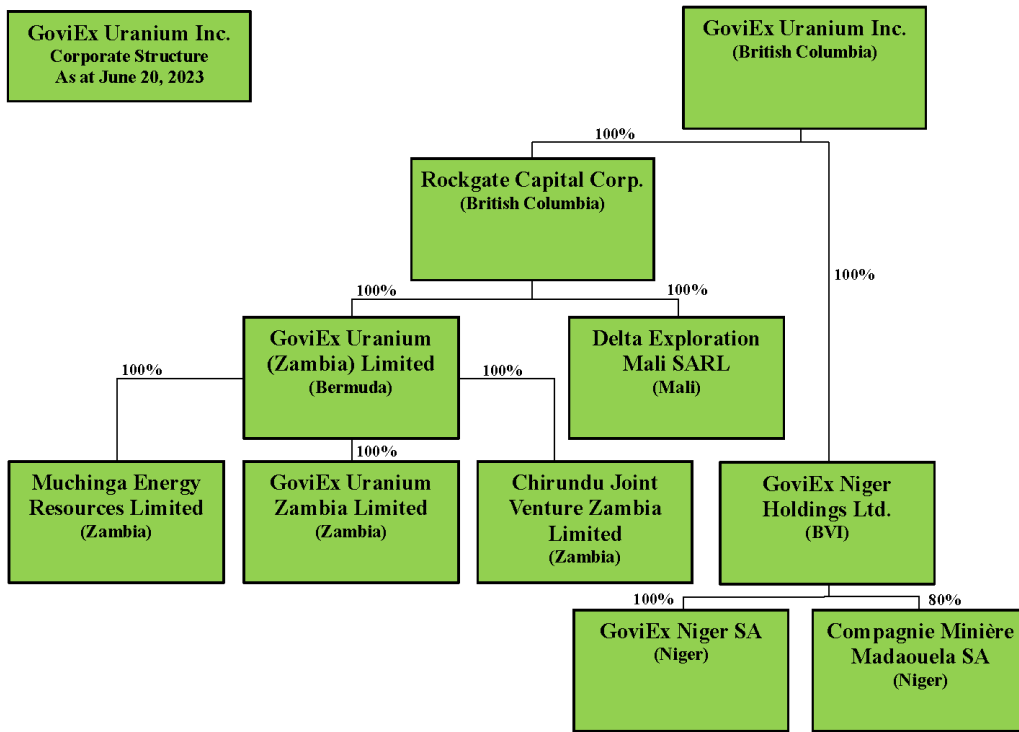 GoviEx Uranium Inc.
Corporate Structure
As at June 20, 2023
GoviEx Uranium Inc.
(British Columbia)
100%
Rockgate Capital Corp.
(British Columbia)
100%
100%
100%
GoviEx Uranium
(Zambia) Limited
(Bermuda)
Delta Exploration
Mali SARL
(Mali)
100%
100%
100%
Muchinga Energy
Resources Limited
(Zambia)
GoviEx Uranium
Zambia Limited
(Zambia)
Chirundu Joint
Venture Zambia
Limited
(Zambia)
GoviEx Niger
Holdings Ltd.
(BVI)
100%
80%
GoviEx Niger SA
(Niger)
Compagnie Minière
Madaouela SA
(Niger)